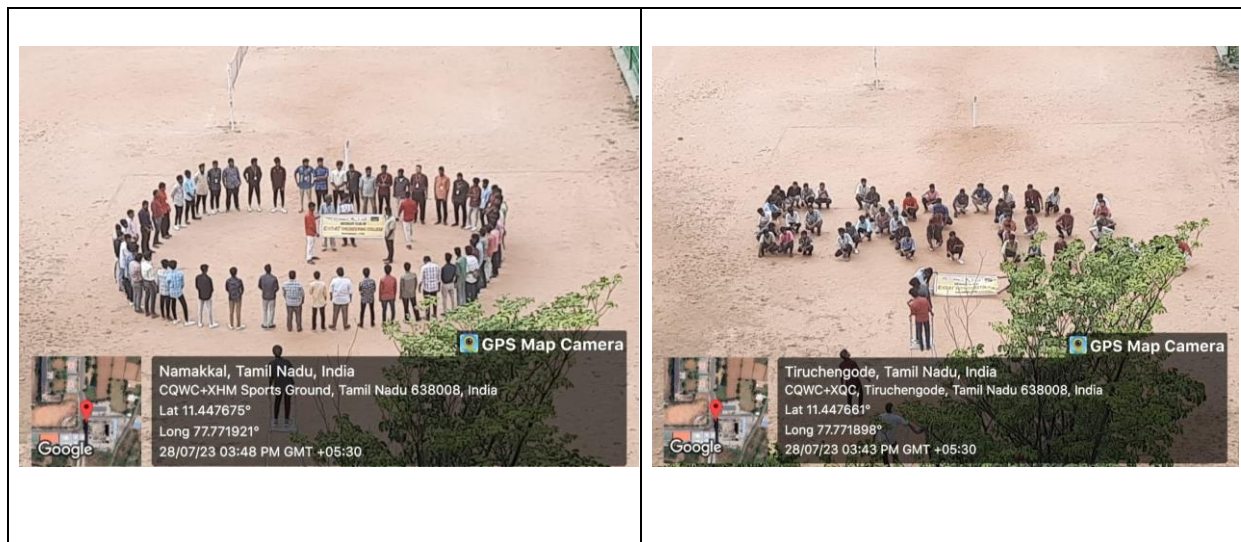 ENGINEERING COLLEGE
GPS Map Camera
Namakkal, Tamil Nadu, India
CQWC+XHM Sports Ground, Tamil Nadu 638008, India
Lat 11.447675°
Long 77.771921°
28/07/23 03:48 PM GMT +05:30
Google
GPS Map Camera
Tiruchengode, Tamil Nadu, India
CQWC+XQC, Tiruchengode, Tamil Nadu 638008, India
Lat 11.447661°
Long 77.771898°
28/07/23 03:43 PM GMT +05:30
Google